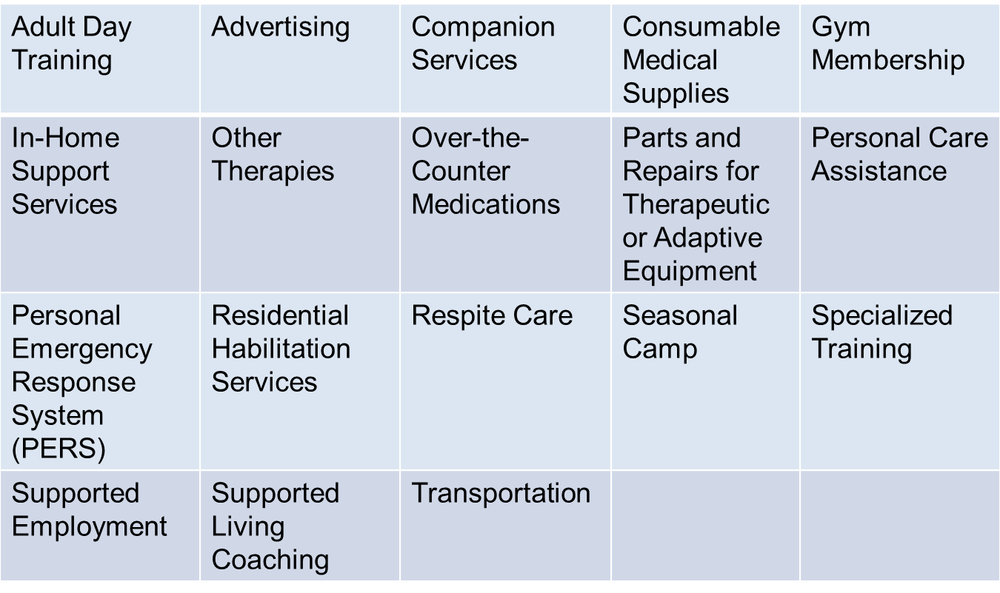 Adult Day
Training
Advertising
Companion
Services
Consumable
Medical
Supplies
Gym
Membership
In-Home
Support
Services
Other
Therapies
Over-the-
Counter
Medications
Parts and
Repairs for
Therapeutic
or Adaptive
Equipment
Personal Care
Assistance
Personal
Emergency
Response
System
(PERS)
Residential
Habilitation
Services
Respite Care
Seasonal
Camp
Specialized
Training
Supported
Employment
Supported
Living
Coaching
Transportation